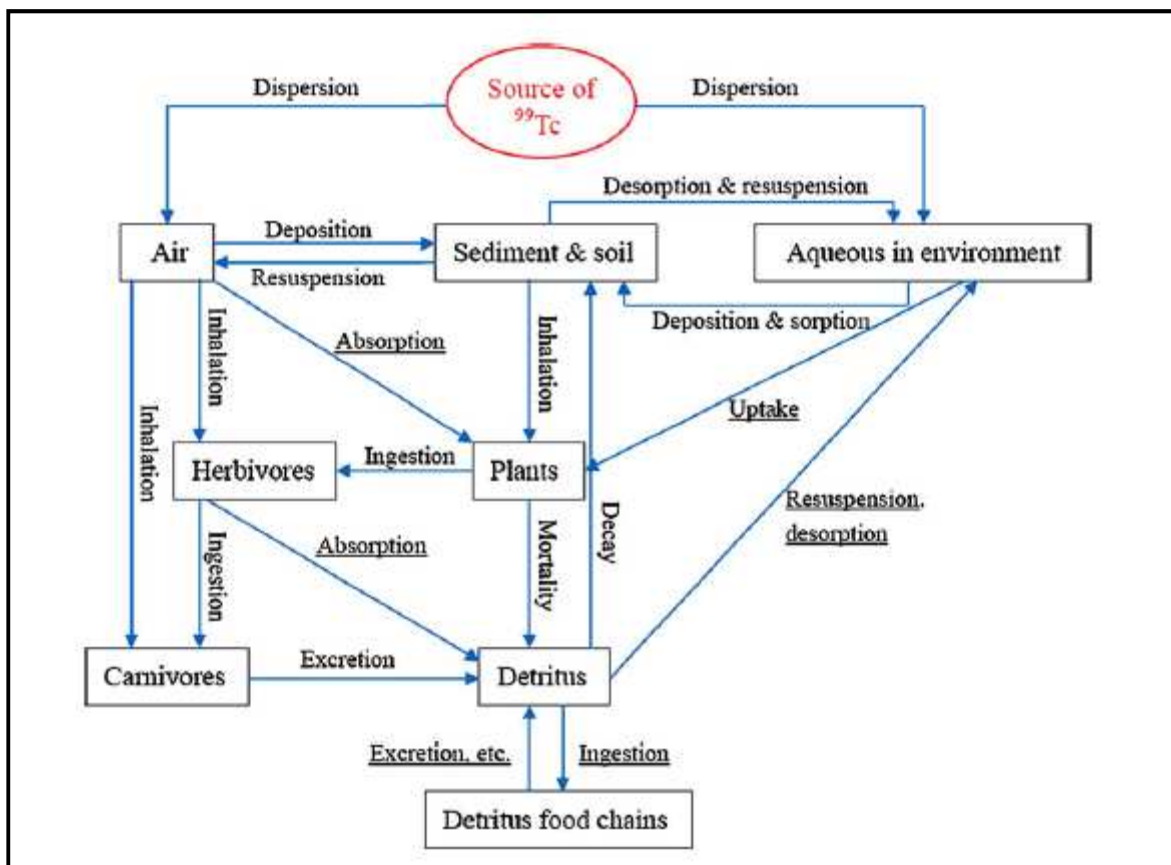 Dispersion
Source of
⁹⁹Tc
Dispersion
Desorption & resuspension
Air
Deposition
Resuspension
Sediment & soil
Aqueous in environment
Deposition & sorption
Inhalation
Inhalation
Absorption
Inhalation
Uptake
Herbivores
Ingestion
Plants
Resuspension,
desorption
Ingestion
Absorption
Mortality
Decay
Carnivores
Excretion
Detritus
Excretion, etc.
Ingestion
Detritus food chains